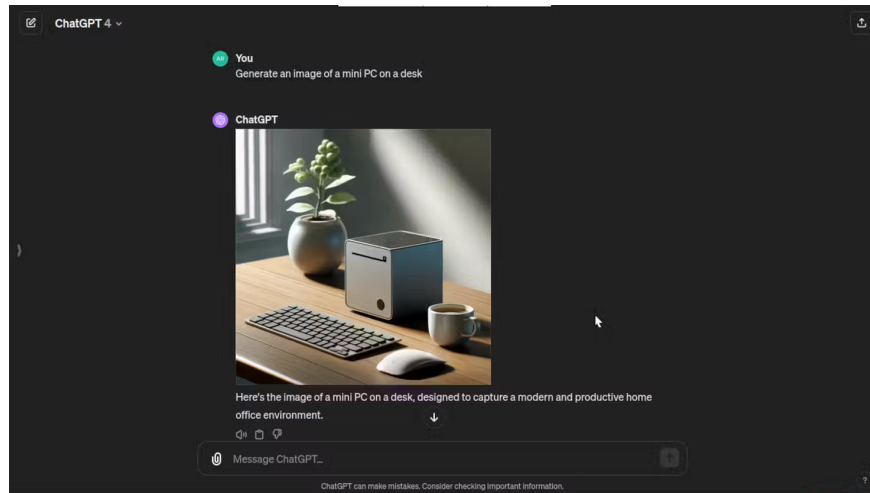 ChatGPT 4
You
Generate an image of a mini PC on a desk
ChatGPT
Here's the image of a mini PC on a desk, designed to capture a modern and productive home
office environment.
Message ChatGPT...
ChatGPT can make mistakes. Consider checking important information.
?